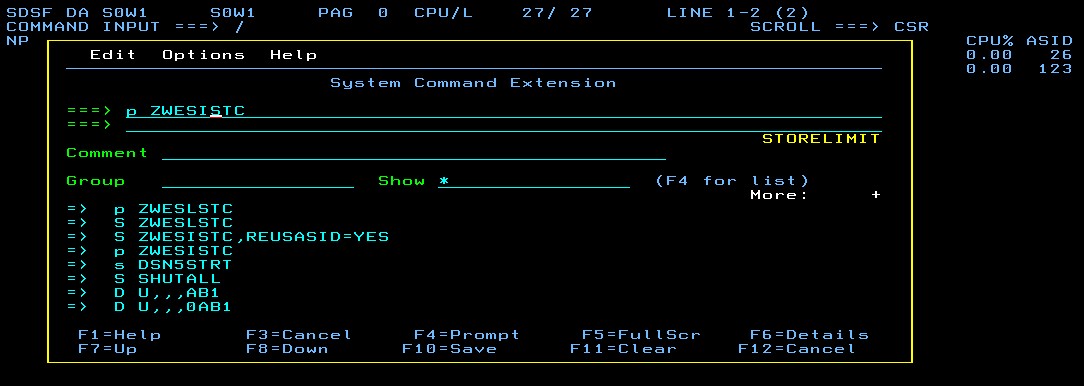 SDSF DA S0W1 S0W1 PAG 0 CPU/L 27/ 27 LINE 1-2 (2)
COMMAND INPUT ===> / SCROLL ===> CSR
NP CPU% ASID
0.00 26
0.00 123
Edit Options Help
System Command Extension
===> p ZWESISTC
===>
STORELIMIT
Comment
Group Show * (F4 for list)
More: +
=> p ZWESLSTC
=> S ZWESLSTC
=> S ZWESISTC,REUSASID=YES
=> p ZWESISTC
=> s DSN5STRT
=> S SHUTALL
=> D U,,,AB1
=> D U,,,0AB1
F1=Help F3=Cancel F4=Prompt F5=FullScr F6=Details
F7=Up F8=Down F10=Save F11=Clear F12=Cancel